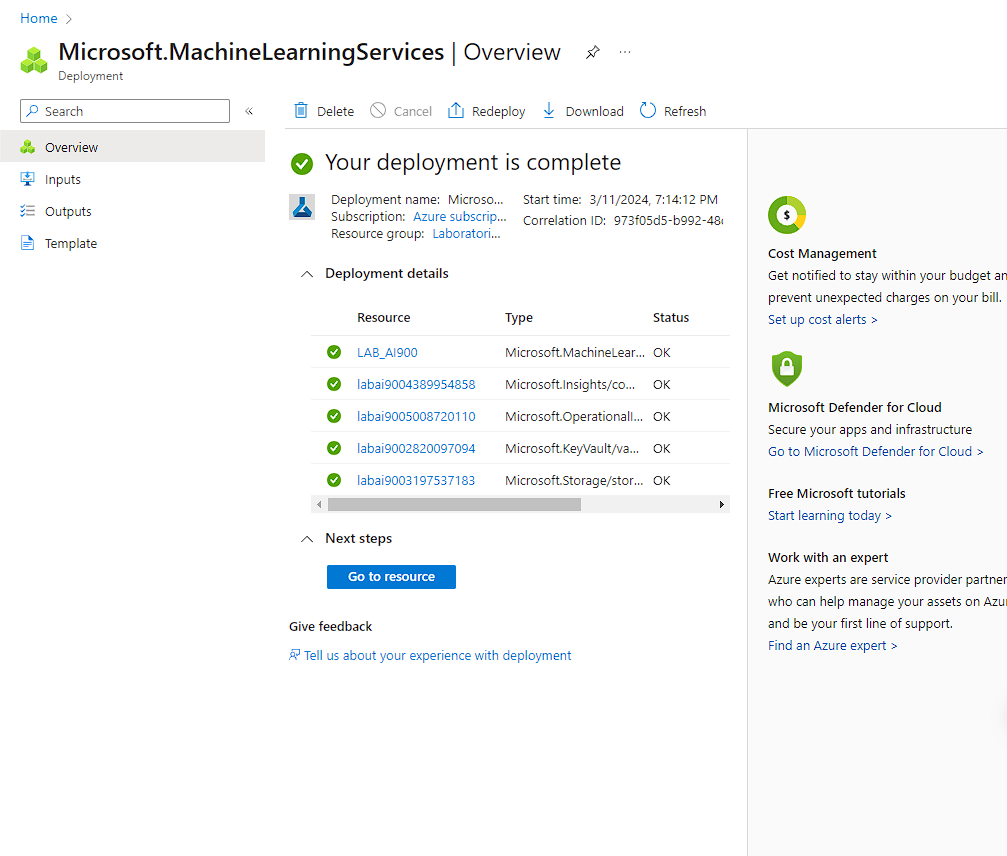 Home
Microsoft.MachineLearningServices | Overview
Deployment
Search
Overview
Inputs
Outputs
Template
Delete
Cancel
Redeploy
Download
Refresh
Your deployment is complete
Deployment name: Microso...
Subscription: Azure subscrip...
Resource group: Laboratori...
Start time: 3/11/2024, 7:14:12 PM
Correlation ID: 973f05d5-b992-48
Deployment details
Resource Type Status
LAB_AI900 Microsoft.MachineLear... OK
labai9004389954858 Microsoft.Insights/co... OK
labai9005008720110 Microsoft.OperationalI... OK
labai9002820097094 Microsoft.KeyVault/va... OK
labai9003197537183 Microsoft.Storage/stor... OK
Next steps
Go to resource
Give feedback
Tell us about your experience with deployment
Cost Management
Get notified to stay within your budget an
prevent unexpected charges on your bill.
Set up cost alerts >
Microsoft Defender for Cloud
Secure your apps and infrastructure
Go to Microsoft Defender for Cloud >
Free Microsoft tutorials
Start learning today >
Work with an expert
Azure experts are service provider partner
who can help manage your assets on Azu
and be your first line of support.
Find an Azure expert >